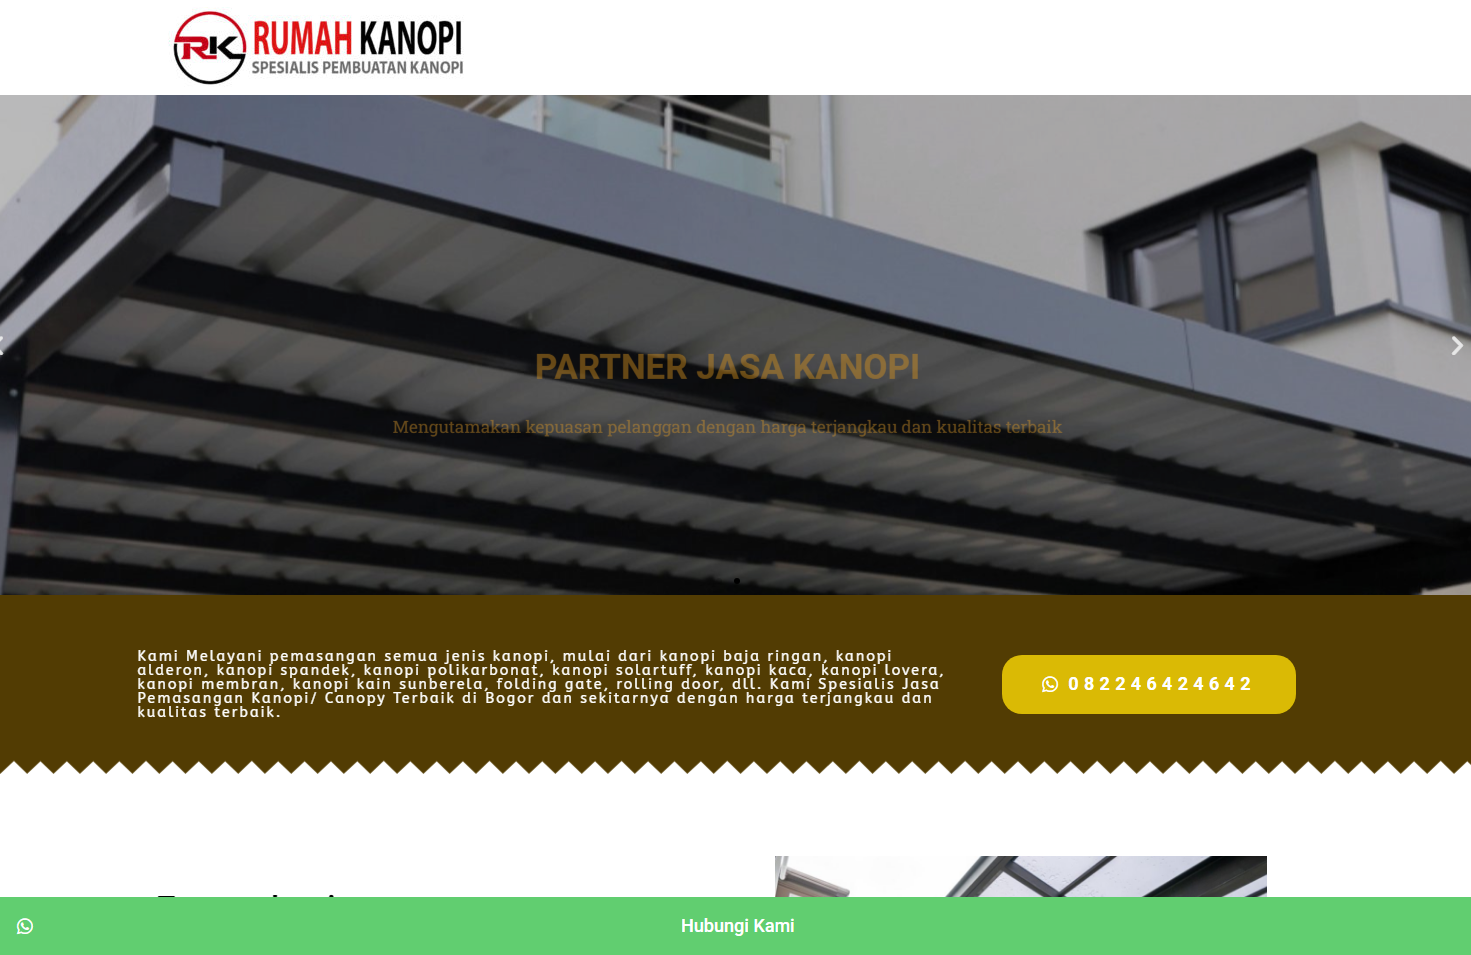 RK RUMAH KANOPI
SPESIALIS PEMBUATAN KANOPI
PARTNER JASA KANOPI
Mengutamakan kepuasan pelanggan dengan harga terjangkau dan kualitas terbaik
Kami Melayani pemasangan semua jenis kanopi, mulai dari kanopi baja ringan, kanopi
alderon, kanopi spandek, kanopi polikarbonat, kanopi solartuff, kanopi kaca, kanopi lovera,
kanopi membran, kanopi kain sunberela, folding gate, rolling door, dll. Kami Spesialis Jasa
Pemasangan Kanopi/ Canopy Terbaik di Bogor dan sekitarnya dengan harga terjangkau dan
kualitas terbaik.
082246424642
Hubungi Kami